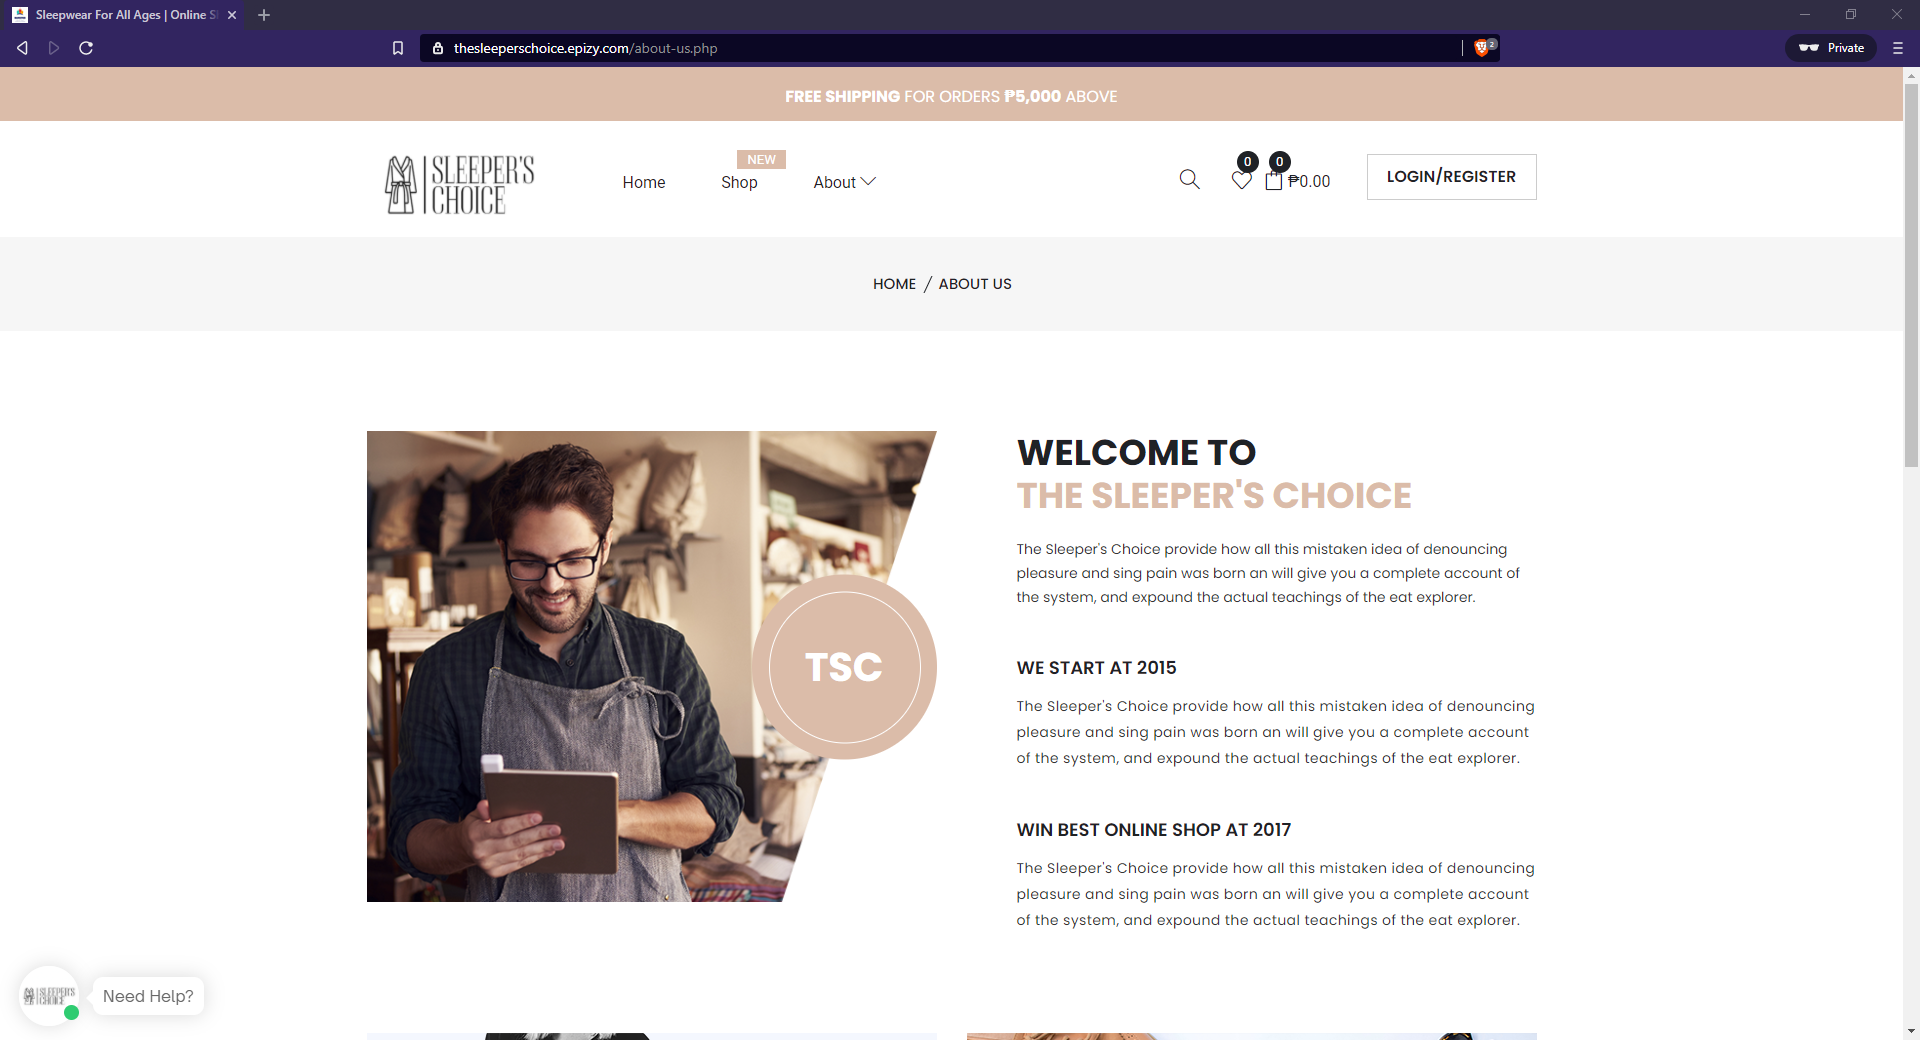 Sleepwear For All Ages | Online S
thesleeperschoice.epizy.com/about-us.php
2
Private
FREE SHIPPING FOR ORDERS ₱5,000 ABOVE
SLEEPER'S
CHOICE
Home
NEW
Shop
About
0
0
₱0.00
LOGIN/REGISTER
HOME / ABOUT US
TSC
WELCOME TO
THE SLEEPER'S CHOICE
The Sleeper's Choice provide how all this mistaken idea of denouncing
pleasure and sing pain was born an will give you a complete account of
the system, and expound the actual teachings of the eat explorer.
WE START AT 2015
The Sleeper's Choice provide how all this mistaken idea of denouncing
pleasure and sing pain was born an will give you a complete account
of the system, and expound the actual teachings of the eat explorer.
WIN BEST ONLINE SHOP AT 2017
The Sleeper's Choice provide how all this mistaken idea of denouncing
pleasure and sing pain was born an will give you a complete account
of the system, and expound the actual teachings of the eat explorer.
SLEEPER'S
CHOICE
Need Help?